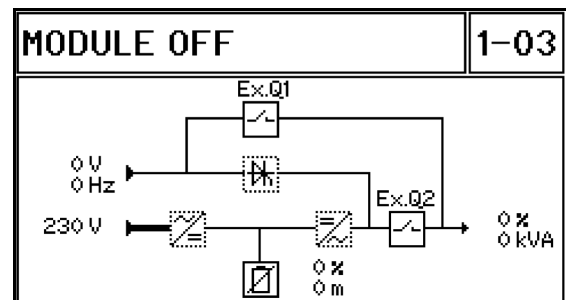 MODULE OFF
1-03
Ex.Q1
0 V
0 Hz
Ex.Q2
230 V
0 %
0 kVA
0 %
0 m